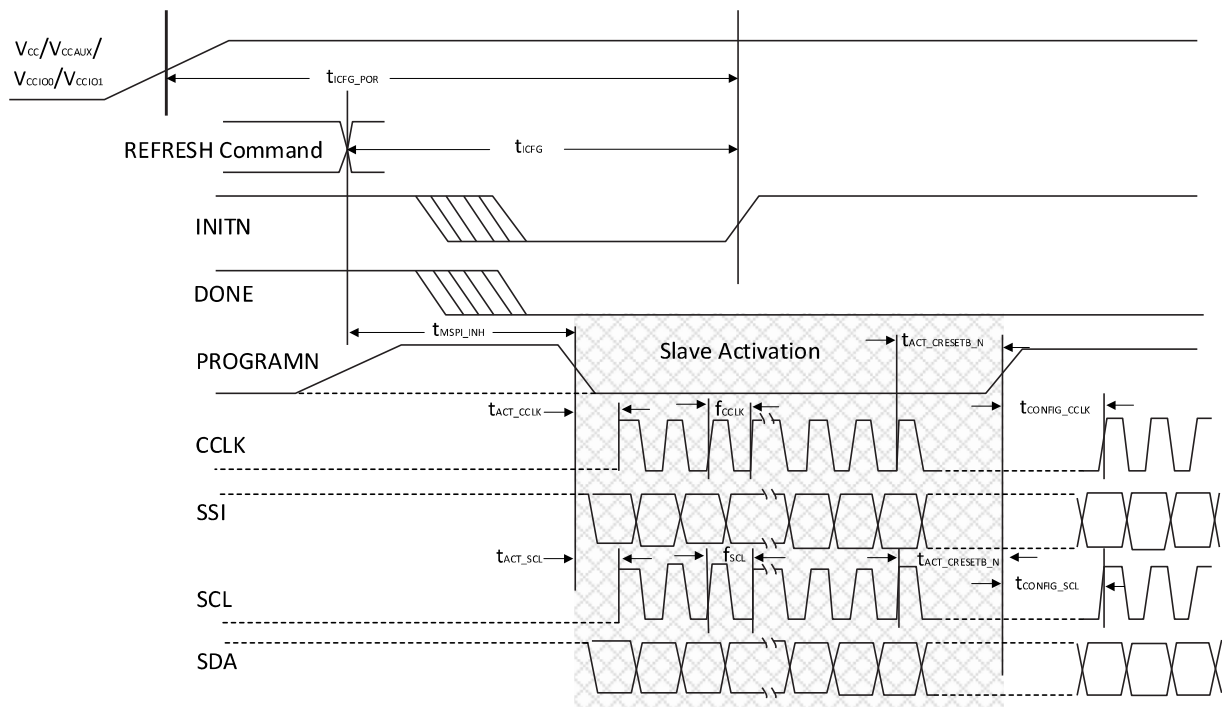 VCC/VCCAUX/
VCCIO0/VCCIO1
tICFG_POR
REFRESH Command
tICFG
INITN
DONE
tMSPI_INH
PROGRAMN
Slave Activation
tACT_CRESETB_N
tACT_CCLK
fCCLK
tCONFIG_CCLK
CCLK
SSI
tACT_SCL
fSCL
tACT_CRESETB_N
tCONFIG_SCL
SCL
SDA